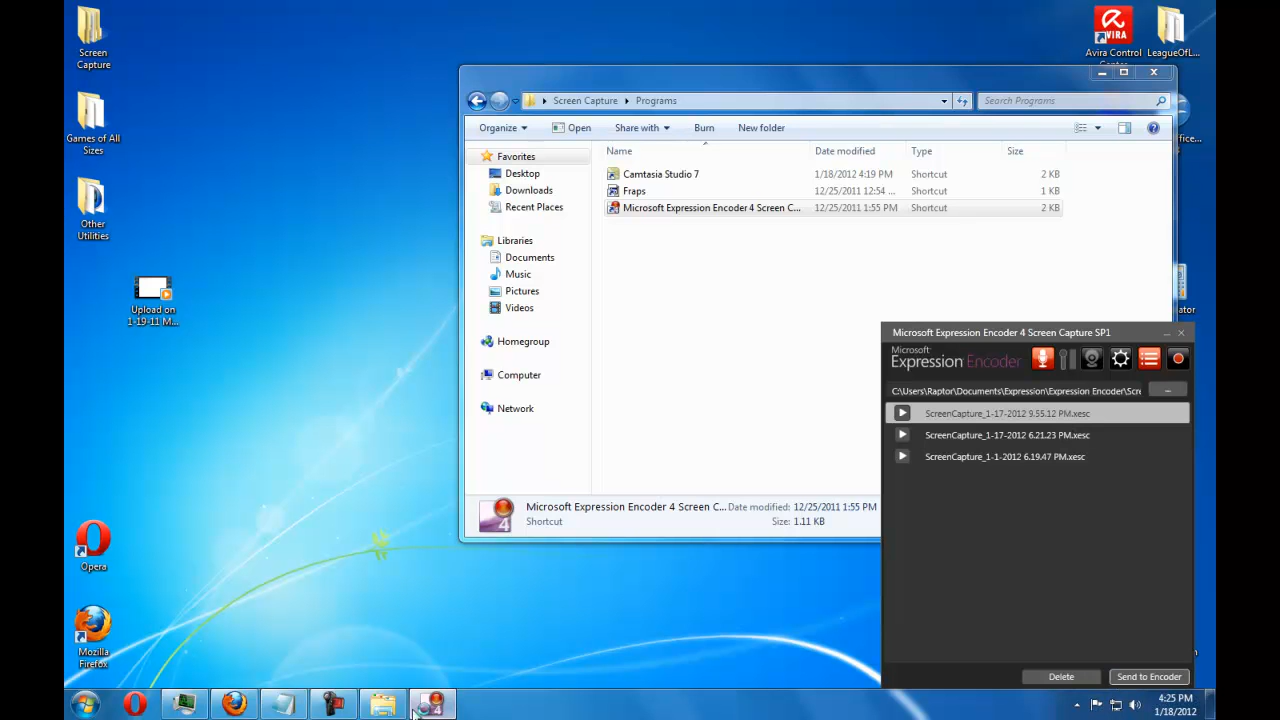 Screen
Capture
Games of All
Sizes
Other
Utilities
Upload on
1-19-11 M...
Opera
Mozilla
Firefox
AVIRA
Avira Control
LeagueOfL...
Screen Capture
Programs
Search Programs
Organize
Open
Share with
Burn
New folder
Favorites
Desktop
Downloads
Recent Places
Libraries
Documents
Music
Pictures
Videos
Homegroup
Computer
Network
Name Date modified Type Size
Camtasia Studio 7 1/18/2012 4:19 PM Shortcut 2 KB
Fraps 12/25/2011 12:54 ... Shortcut 1 KB
Microsoft Expression Encoder 4 Screen C... 12/25/2011 1:55 PM Shortcut 2 KB
4
Microsoft Expression Encoder 4 Screen C... Date modified: 12/25/2011 1:55 PM
Shortcut Size: 1.11 KB
Microsoft Expression Encoder 4 Screen Capture SP1
Microsoft
Expression Encoder
C:\Users\Raptor\Documents\Expression\Expression Encoder\Scre
...
ScreenCapture_1-17-2012 9.55.12 PM.xesc
ScreenCapture_1-17-2012 6.21.23 PM.xesc
ScreenCapture_1-1-2012 6.19.47 PM.xesc
Delete
Send to Encoder
4:25 PM
1/18/2012